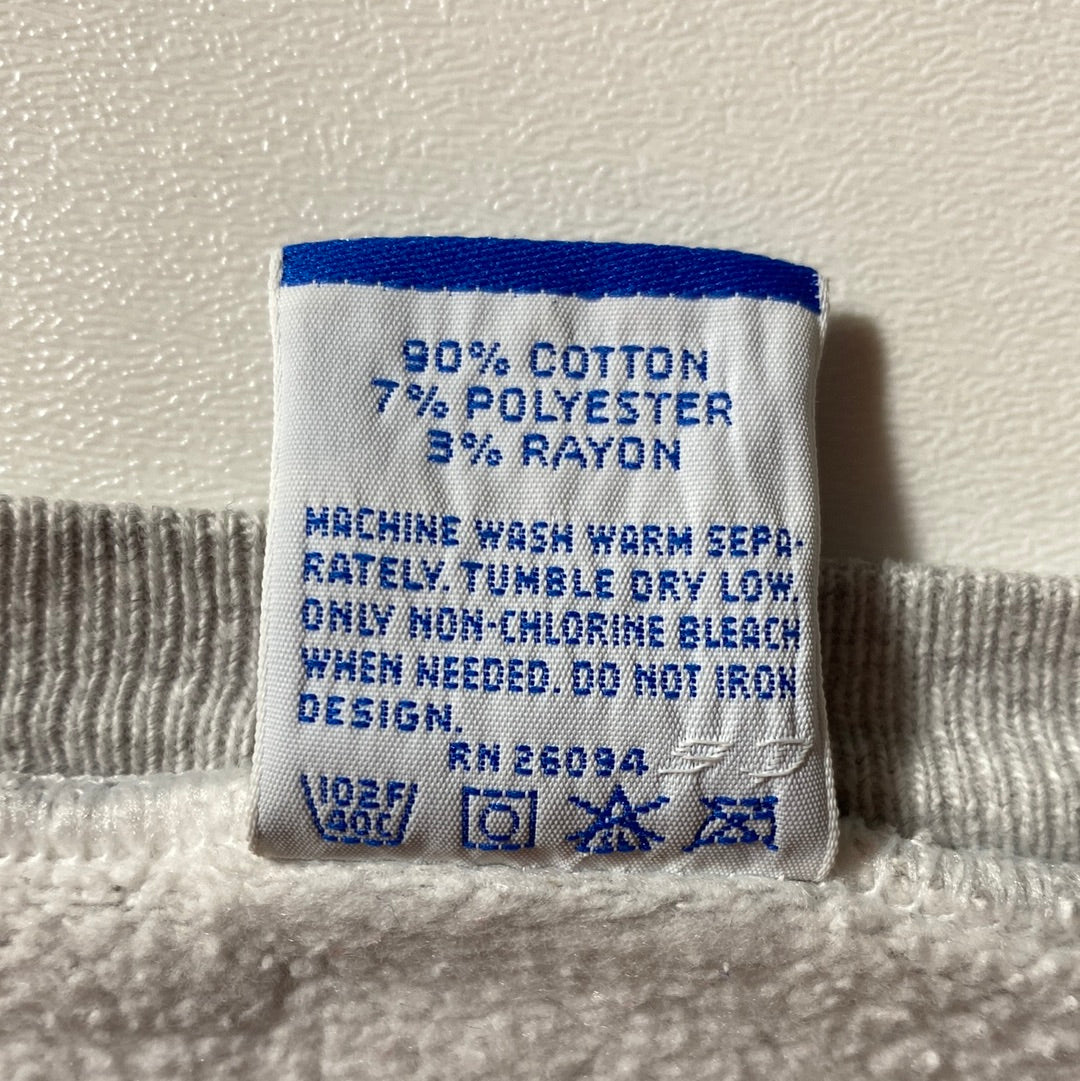 90% COTTON
7% POLYESTER
3% RAYON
MACHINE WASH WARM SEPA-
RATELY. TUMBLE DRY LOW.
ONLY NON-CHLORINE BLEACH
WHEN NEEDED. DO NOT IRON
DESIGN.
RN 26094
102F